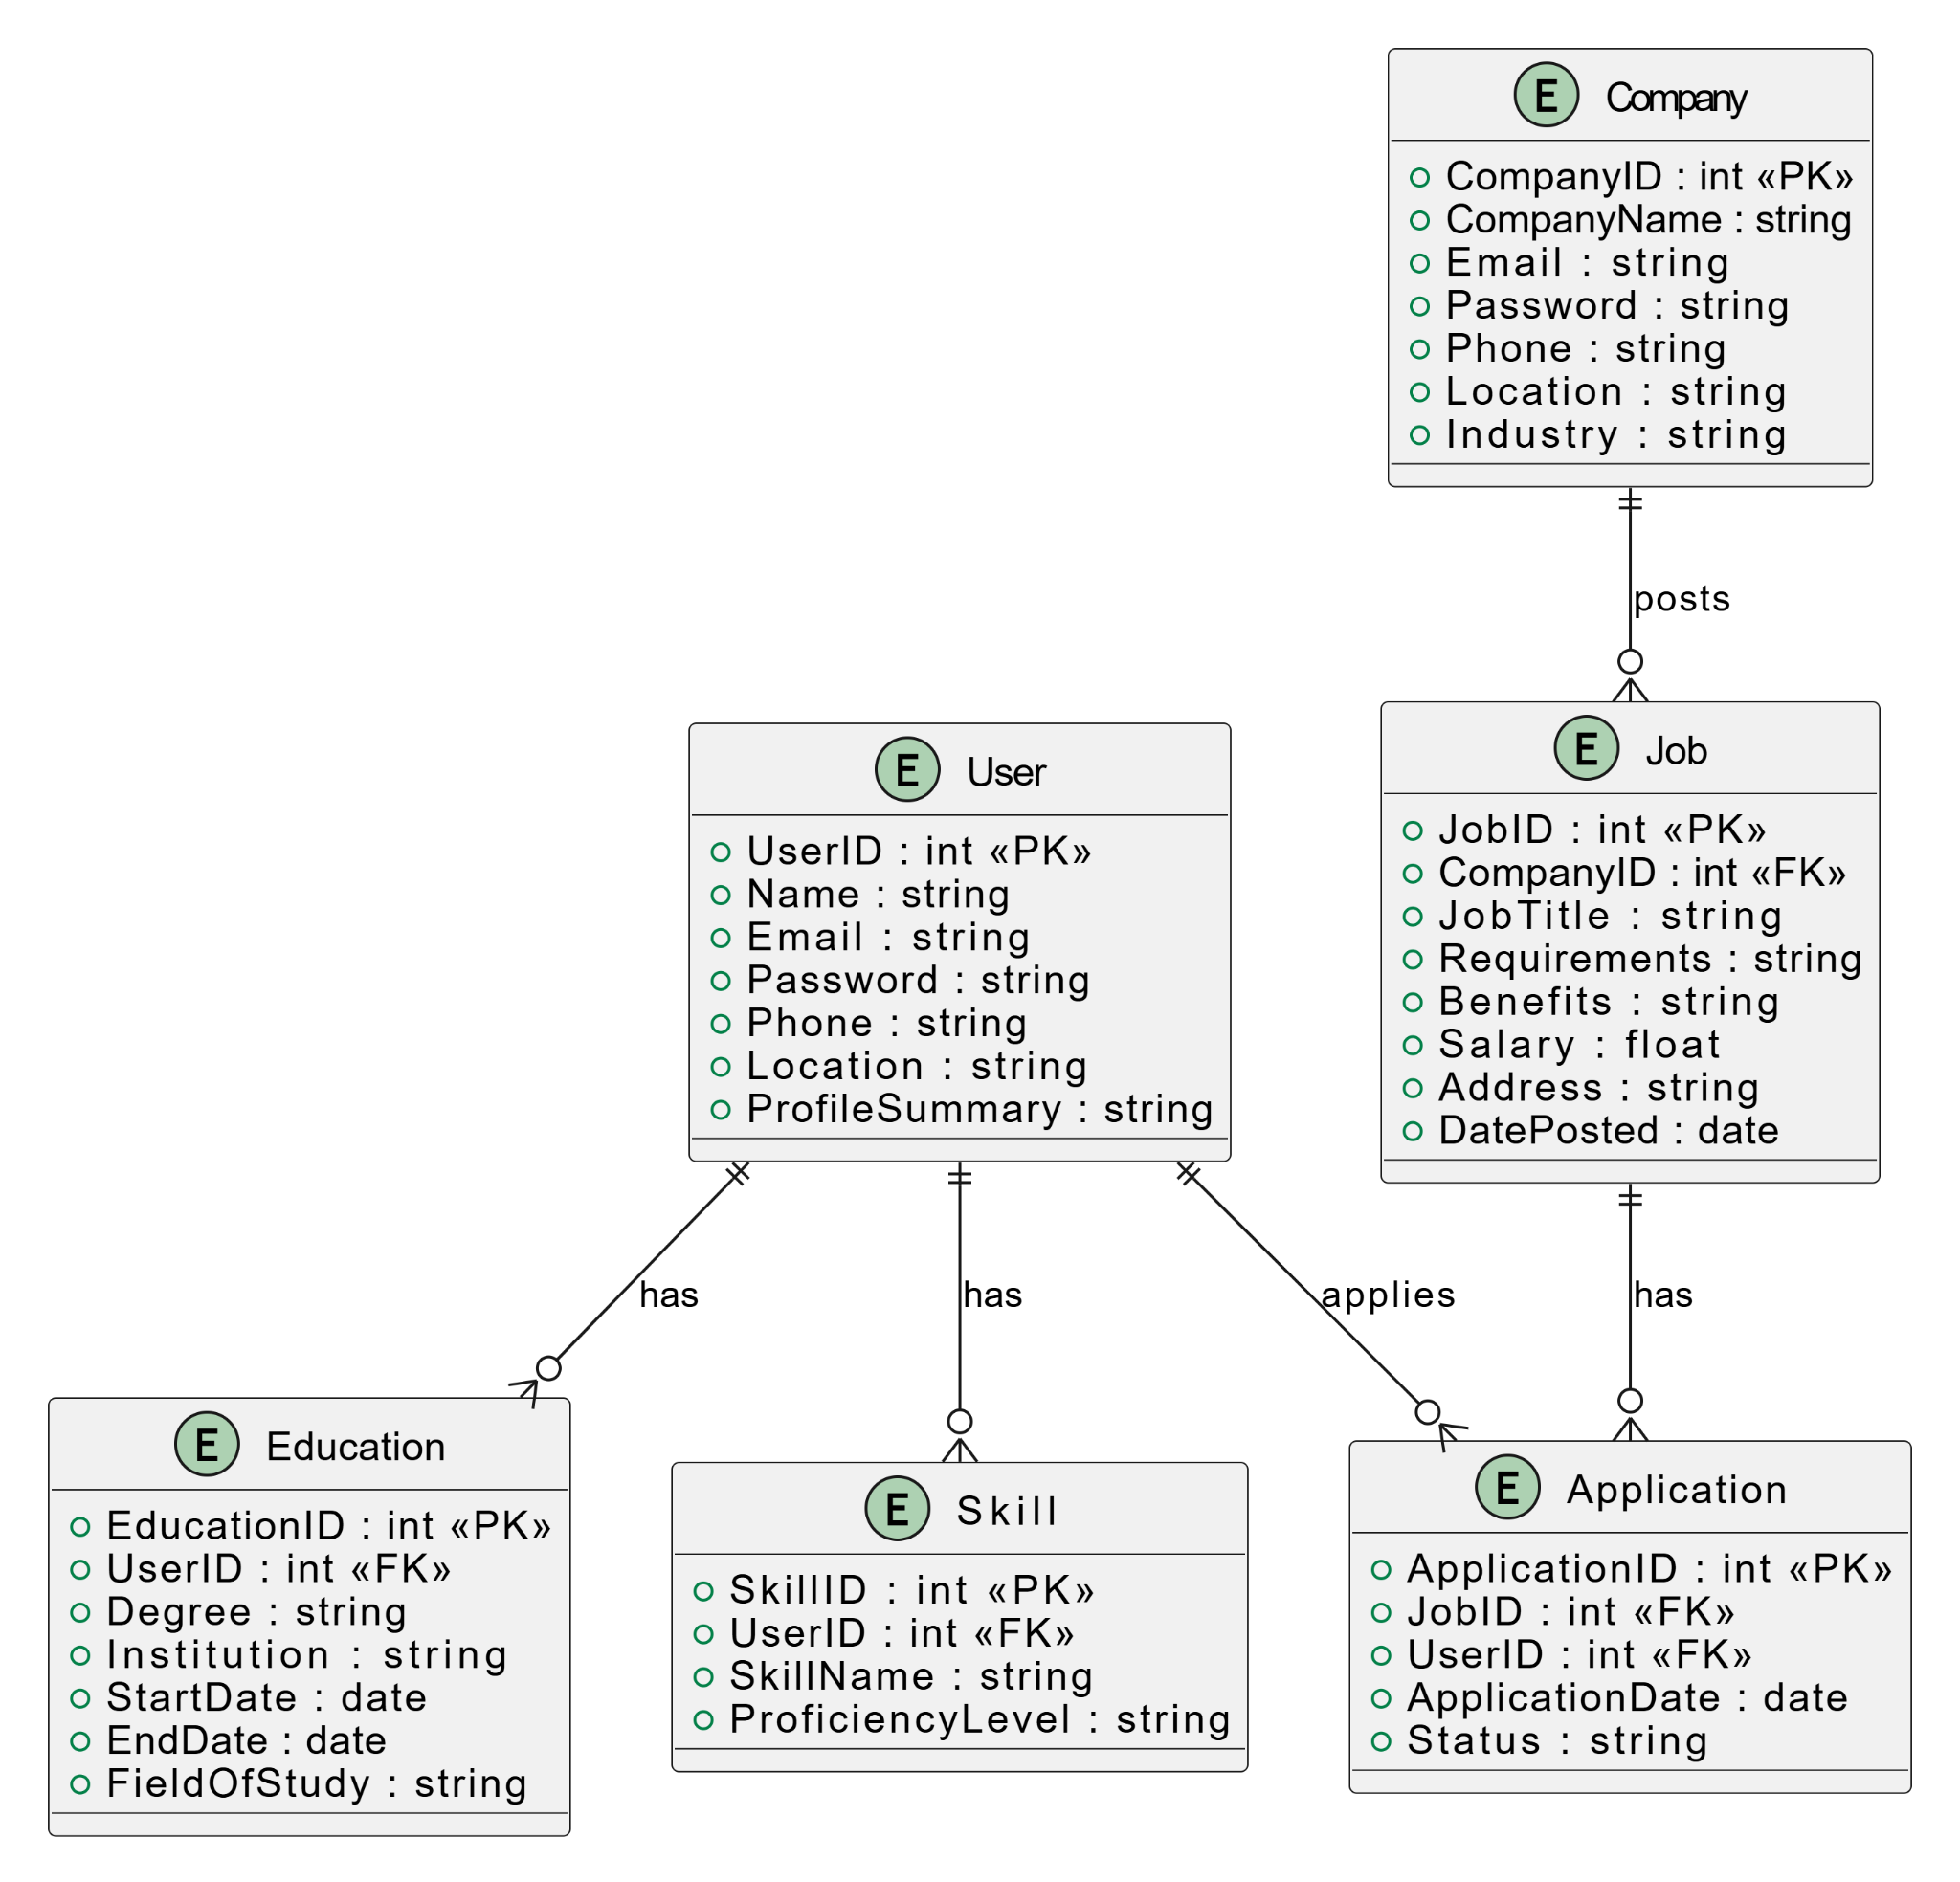 E Company
CompanyID : int «PK»
CompanyName : string
Email : string
Password : string
Phone : string
Location : string
Industry : string
posts
E User
UserID : int «PK»
Name : string
Email : string
Password : string
Phone : string
Location : string
ProfileSummary : string
E Job
JobID : int «PK»
CompanyID : int «FK»
JobTitle : string
Requirements : string
Benefits : string
Salary : float
Address : string
DatePosted : date
has
has
applies
has
E Education
EducationID : int «PK»
UserID : int «FK»
Degree : string
Institution : string
StartDate : date
EndDate : date
FieldOfStudy : string
E Skill
SkillID : int «PK»
UserID : int «FK»
SkillName : string
ProficiencyLevel : string
E Application
ApplicationID : int «PK»
JobID : int «FK»
UserID : int «FK»
ApplicationDate : date
Status : string